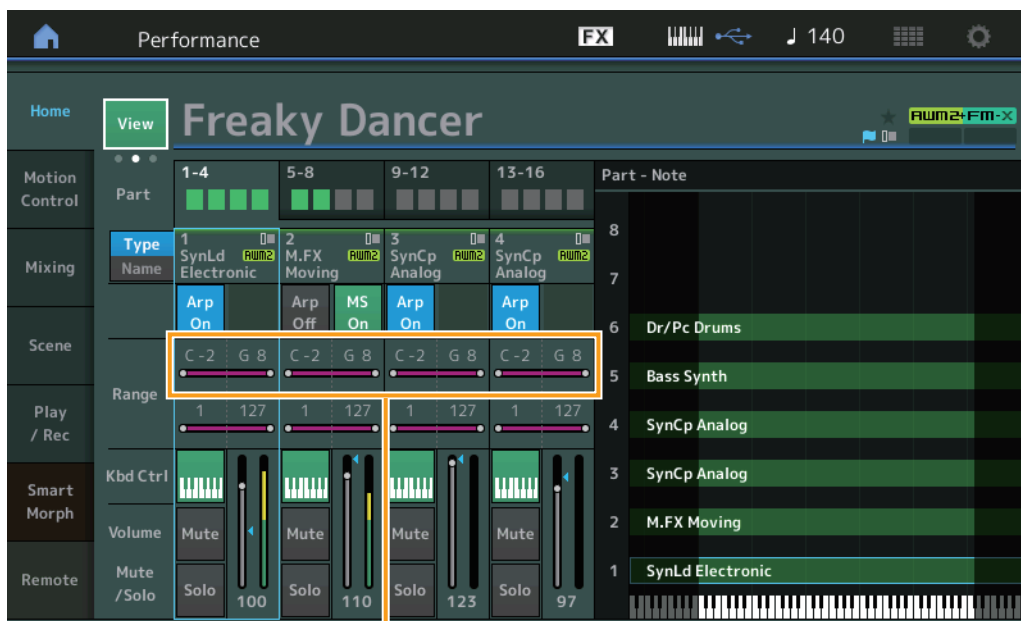 Performance
FX
140
Home
View
Freaky Dancer
AWM2+FM-X
Motion
Control
Mixing
Scene
Play
/ Rec
Smart
Morph
Remote
Part
1-4
5-8
9-12
13-16
Type
Name
1
SynLd AWM2
Electronic
2
M.FX AWM2
Moving
3
SynCp AWM2
Analog
4
SynCp AWM2
Analog
Arp
On
Arp
Off
MS
On
Arp
On
Arp
On
Range
C -2 G 8 C -2 G 8 C -2 G 8 C -2 G 8
1 127 1 127 1 127 1 127
Kbd Ctrl
Volume
Mute Mute Mute Mute
Mute
/Solo
Solo 100 Solo 110 Solo 123 Solo 97
Part - Note
8
7
6 Dr/Pc Drums
5 Bass Synth
4 SynCp Analog
3 SynCp Analog
2 M.FX Moving
1 SynLd Electronic